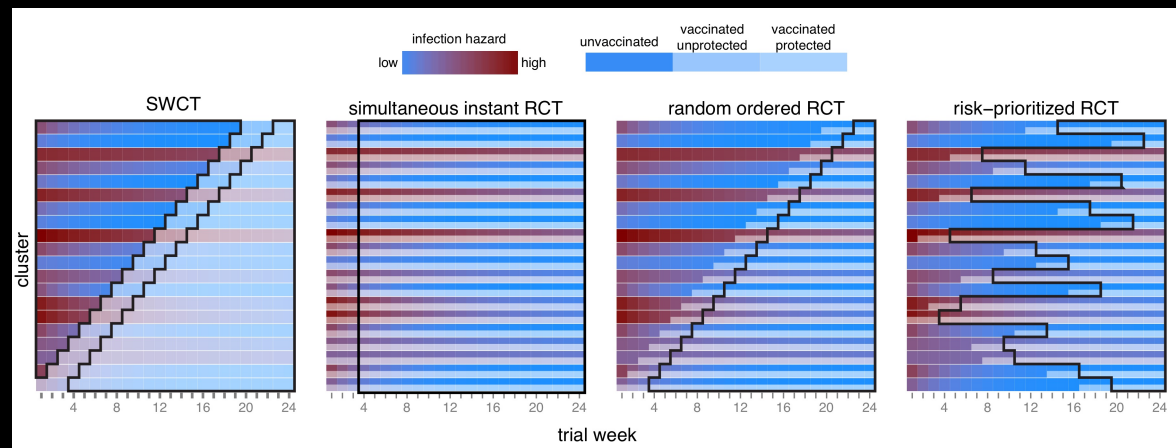 infection hazard
low high
unvaccinated
vaccinated
unprotected
vaccinated
protected
SWCT
simultaneous instant RCT
random ordered RCT
risk−prioritized RCT
cluster
4 8 12 16 20 24
4 8 12 16 20 24
4 8 12 16 20 24
4 8 12 16 20 24
trial week